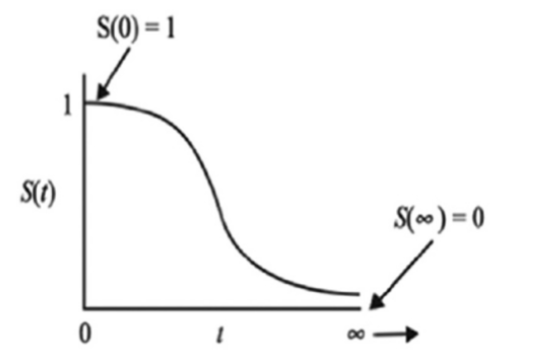 S(0) = 1
1
S(t)
S(∞) = 0
0
t
∞